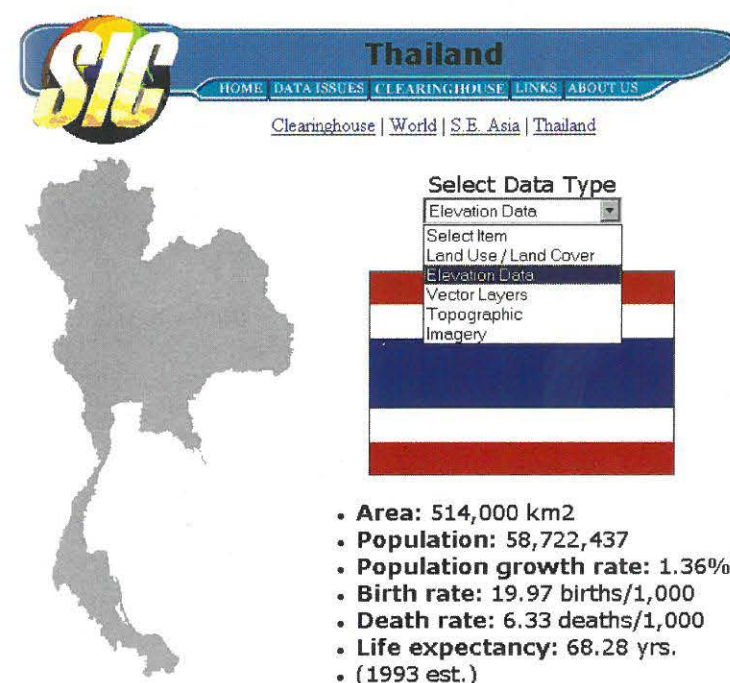 SIC
Thailand
HOME DATA ISSUES CLEARINGHOUSE LINKS ABOUT US
Clearinghouse | World | S.E. Asia | Thailand
Select Data Type
Elevation Data
Select Item
Land Use / Land Cover
Elevation Data
Vector Layers
Topographic
Imagery
• Area: 514,000 km2
• Population: 58,722,437
• Population growth rate: 1.36%
• Birth rate: 19.97 births/1,000
• Death rate: 6.33 deaths/1,000
• Life expectancy: 68.28 yrs.
• (1993 est.)